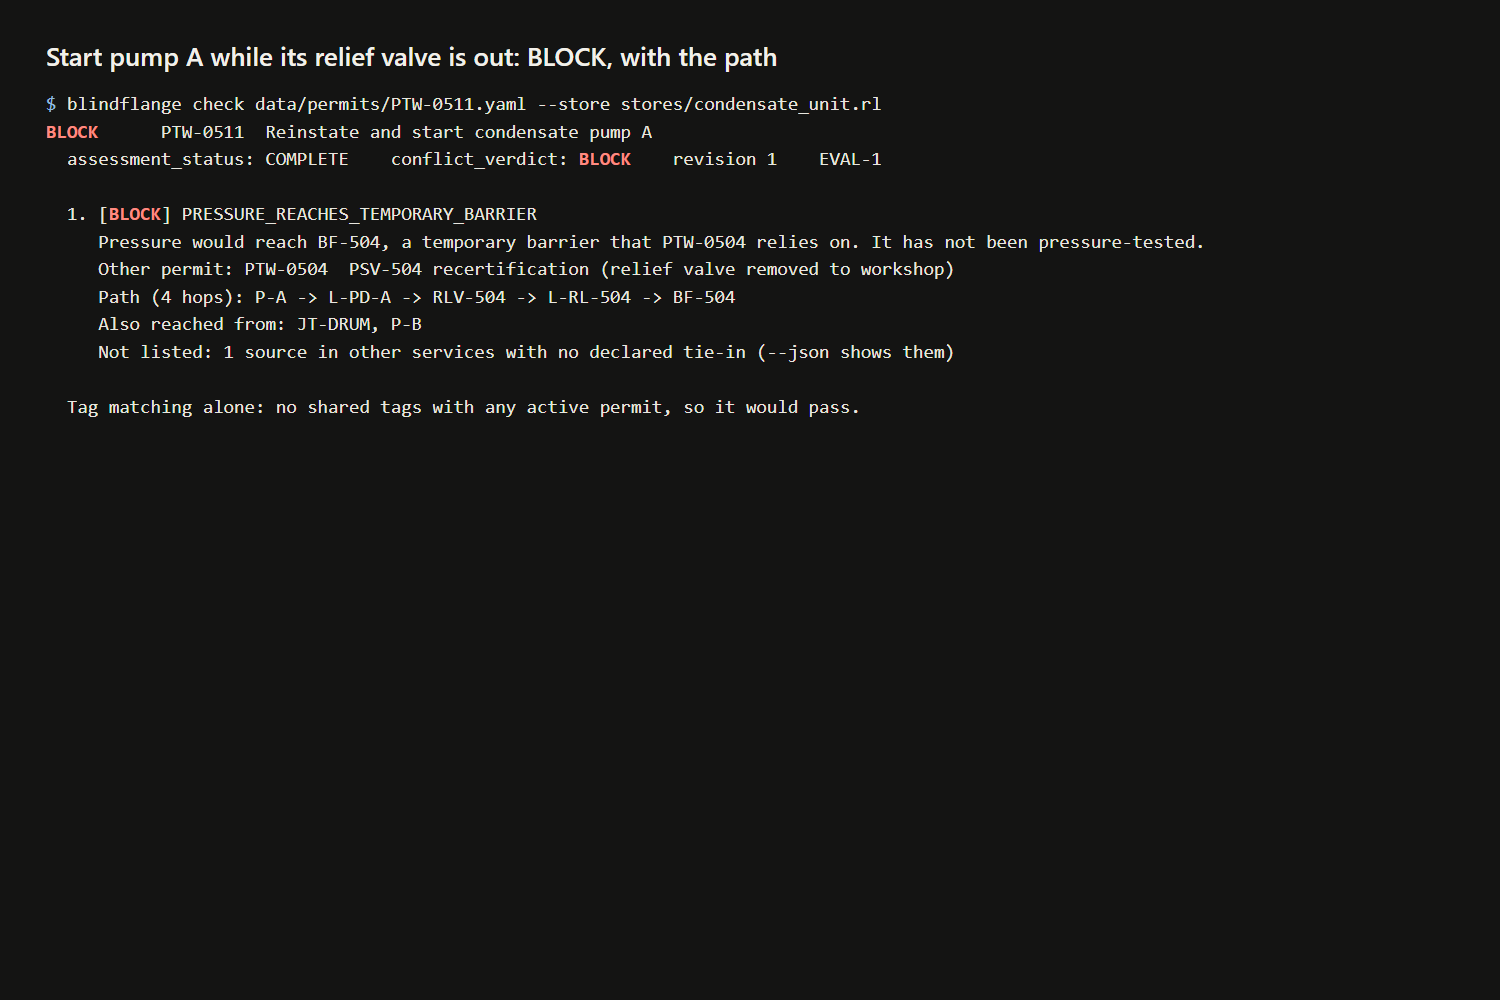 Start pump A while its relief valve is out: BLOCK, with the path
$ blindflange check data/permits/PTW-0511.yaml --store stores/condensate_unit.rl
BLOCK      PTW-0511  Reinstate and start condensate pump A
  assessment_status: COMPLETE    conflict_verdict: BLOCK    revision 1    EVAL-1
  1. [BLOCK] PRESSURE_REACHES_TEMPORARY_BARRIER
     Pressure would reach BF-504, a temporary barrier that PTW-0504 relies on. It has not been pressure-tested.
     Other permit: PTW-0504  PSV-504 recertification (relief valve removed to workshop)
     Path (4 hops): P-A -> L-PD-A -> RLV-504 -> L-RL-504 -> BF-504
     Also reached from: JT-DRUM, P-B
     Not listed: 1 source in other services with no declared tie-in (--json shows them)
  Tag matching alone: no shared tags with any active permit, so it would pass.